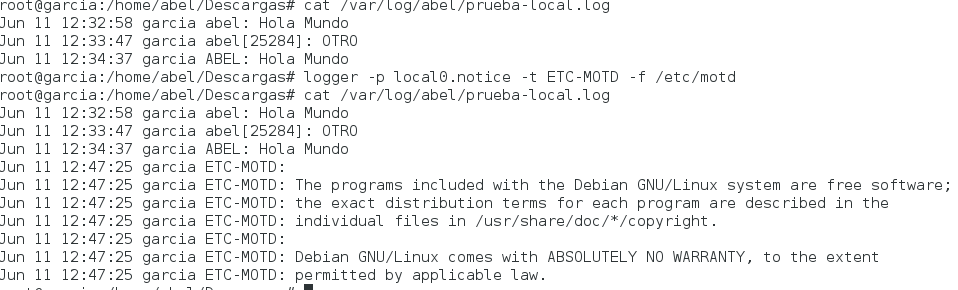 root@garcia:/home/abel/Descargas# cat /var/log/abel/prueba-local.log
Jun 11 12:32:58 garcia abel: Hola Mundo
Jun 11 12:33:47 garcia abel[25284]: OTRO
Jun 11 12:34:37 garcia ABEL: Hola Mundo
root@garcia:/home/abel/Descargas# logger -p local0.notice -t ETC-MOTD -f /etc/motd
root@garcia:/home/abel/Descargas# cat /var/log/abel/prueba-local.log
Jun 11 12:32:58 garcia abel: Hola Mundo
Jun 11 12:33:47 garcia abel[25284]: OTRO
Jun 11 12:34:37 garcia ABEL: Hola Mundo
Jun 11 12:47:25 garcia ETC-MOTD:
Jun 11 12:47:25 garcia ETC-MOTD: The programs included with the Debian GNU/Linux system are free software;
Jun 11 12:47:25 garcia ETC-MOTD: the exact distribution terms for each program are described in the
Jun 11 12:47:25 garcia ETC-MOTD: individual files in /usr/share/doc/*/copyright.
Jun 11 12:47:25 garcia ETC-MOTD:
Jun 11 12:47:25 garcia ETC-MOTD: Debian GNU/Linux comes with ABSOLUTELY NO WARRANTY, to the extent
Jun 11 12:47:25 garcia ETC-MOTD: permitted by applicable law.
root@garcia:/home/abel/Descargas#